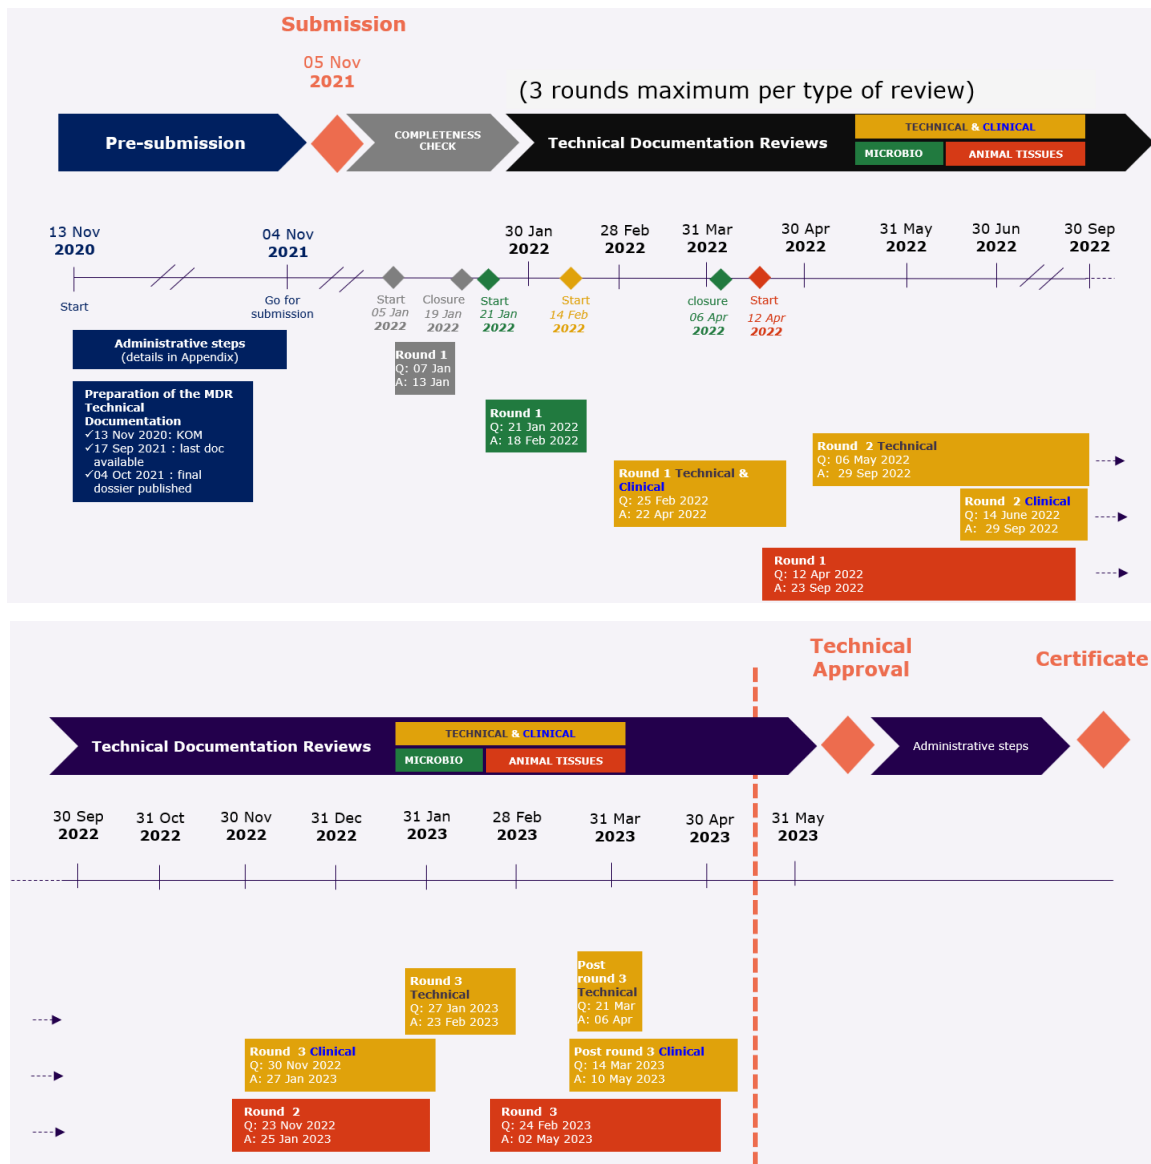 Submission
05 Nov
2021
(3 rounds maximum per type of review)
Pre-submission
COMPLETENESS
CHECK
Technical Documentation Reviews
TECHNICAL & CLINICAL
MICROBIO
ANIMAL TISSUES
13 Nov
2020
04 Nov
2021
30 Jan
2022
28 Feb
2022
31 Mar
2022
30 Apr
2022
31 May
2022
30 Jun
2022
30 Sep
2022
Start
Go for
submission
Start
05 Jan
2022
Closure
19 Jan
2022
Start
21 Jan
2022
Start
14 Feb
2022
closure
06 Apr
2022
Start
12 Apr
2022
Administrative steps
(details in Appendix)
Preparation of the MDR
Technical
Documentation
✓13 Nov 2020: KOM
✓17 Sep 2021 : last doc
available
✓04 Oct 2021 : final
dossier published
Round 1
Q: 07 Jan
A: 13 Jan
Round 1
Q: 21 Jan 2022
A: 18 Feb 2022
Round 1 Technical &
Clinical
Q: 25 Feb 2022
A: 22 Apr 2022
Round 2 Technical
Q: 06 May 2022
A: 29 Sep 2022
Round 2 Clinical
Q: 14 June 2022
A: 29 Sep 2022
Round 1
Q: 12 Apr 2022
A: 23 Sep 2022
Technical
Approval
Certificate
Technical Documentation Reviews
TECHNICAL & CLINICAL
MICROBIO
ANIMAL TISSUES
Administrative steps
30 Sep
2022
31 Oct
2022
30 Nov
2022
31 Dec
2022
31 Jan
2023
28 Feb
2023
31 Mar
2023
30 Apr
2023
31 May
2023
Round 3
Technical
Q: 27 Jan 2023
A: 23 Feb 2023
Post
round 3
Technical
Q: 21 Mar
A: 06 Apr
Round 3 Clinical
Q: 30 Nov 2022
A: 27 Jan 2023
Post round 3 Clinical
Q: 14 Mar 2023
A: 10 May 2023
Round 2
Q: 23 Nov 2022
A: 25 Jan 2023
Round 3
Q: 24 Feb 2023
A: 02 May 2023